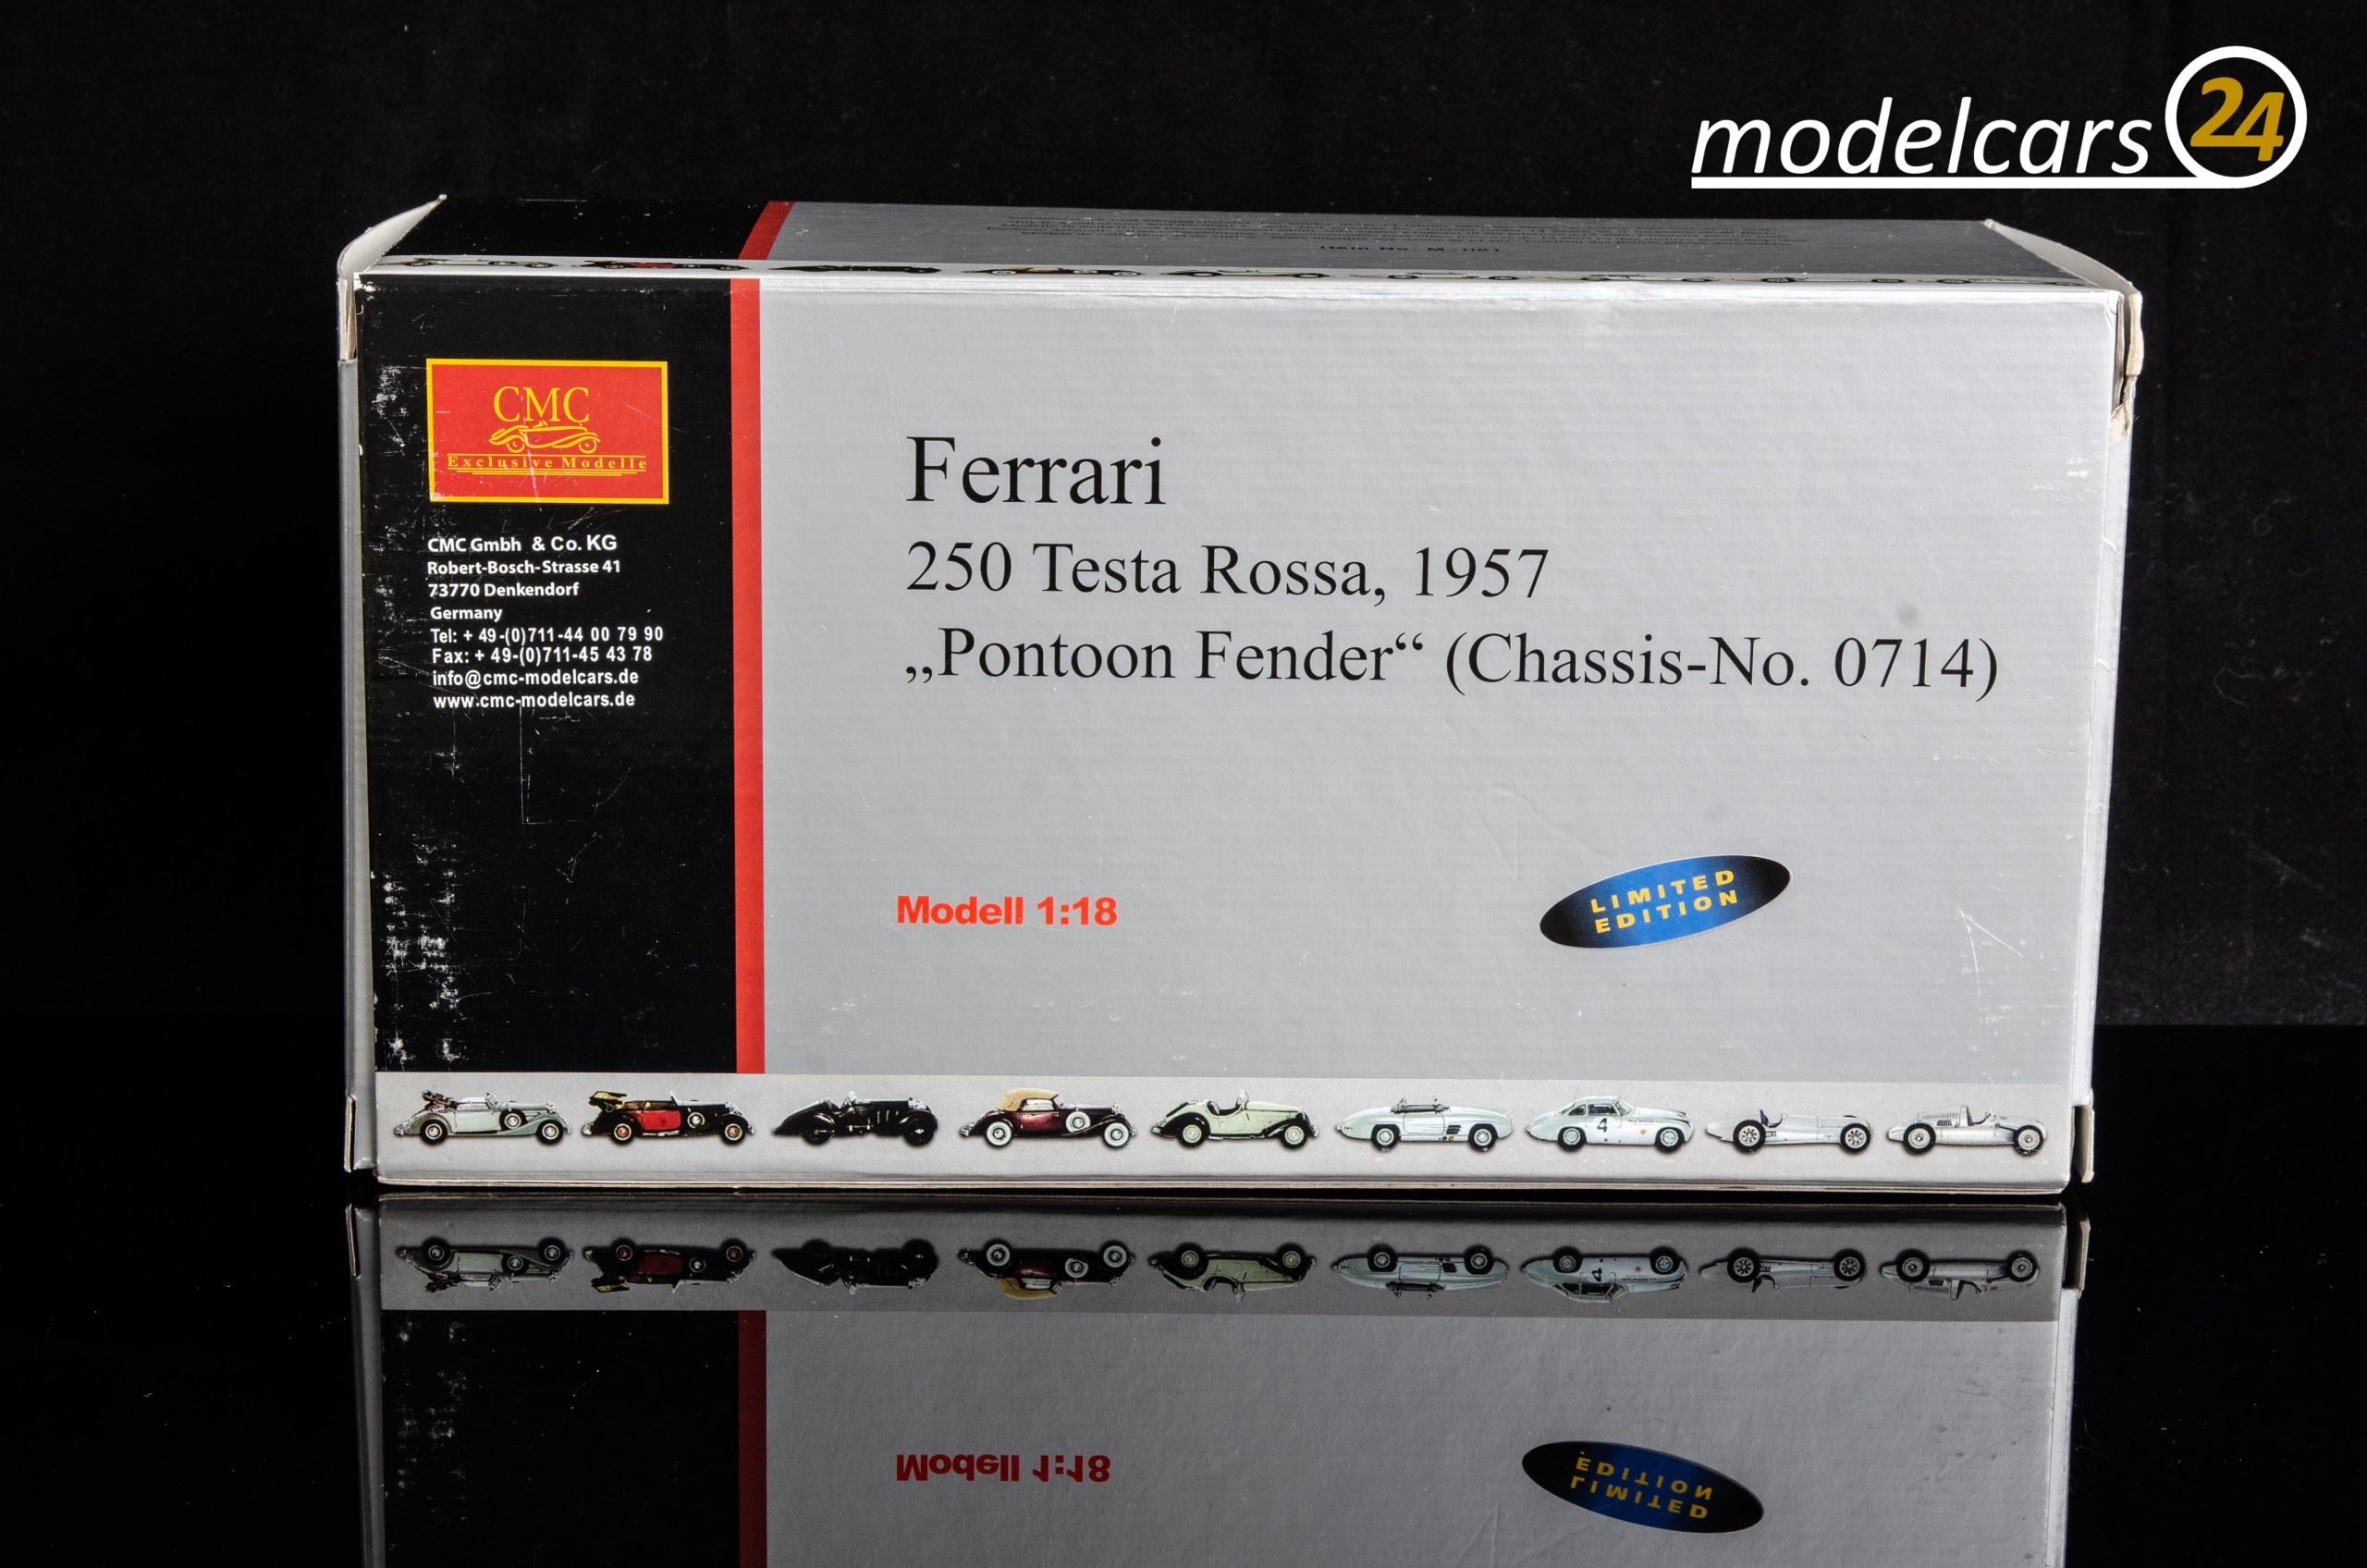 modelcars24
CMC
Exclusive Modelle
CMC Gmbh & Co. KG
Robert-Bosch-Strasse 41
73770 Denkendorf
Germany
Tel: + 49-(0)711-44 00 79 90
Fax: + 49-(0)711-45 43 78
info@cmc-modelcars.de
www.cmc-modelcars.de
Ferrari
250 Testa Rossa, 1957
„Pontoon Fender“ (Chassis-No. 0714)
Modell 1:18
LIMITED
EDITION
4